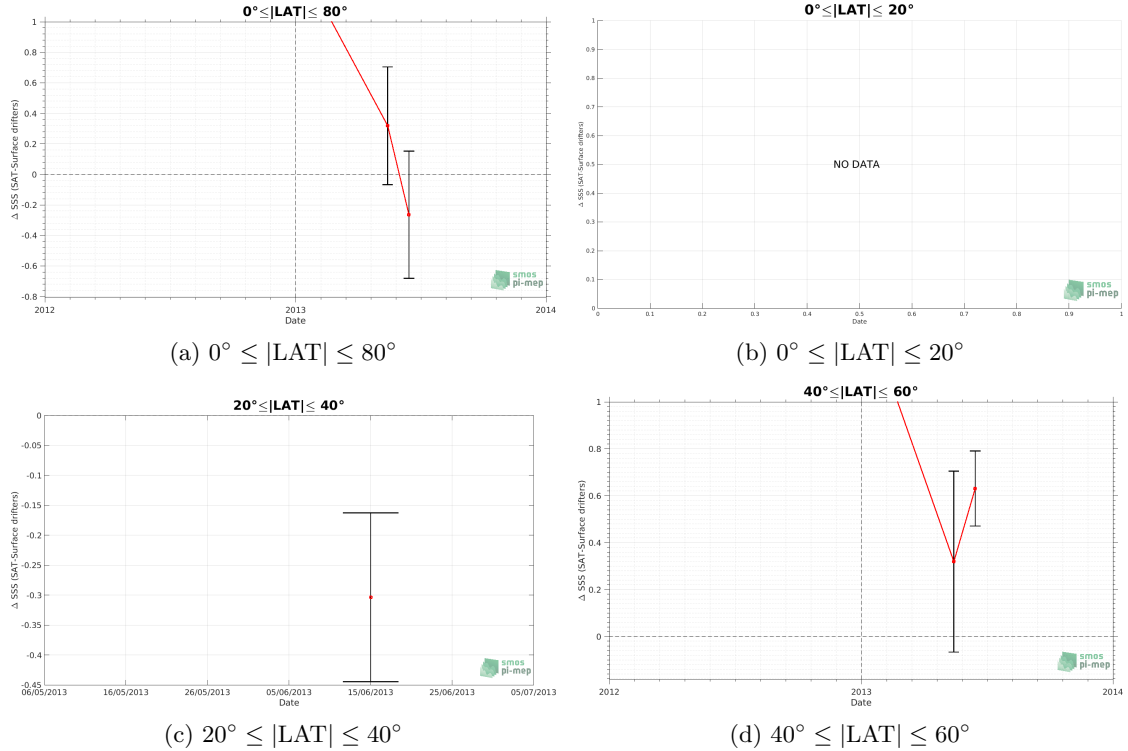 0°≤|LAT|≤ 80°
1
0.8
0.6
0.4
0.2
0
-0.2
-0.4
-0.6
-0.8
Δ SSS (SAT-Surface drifters)
2012 2013 2014
Date
smos
pi-mep
(a) 0° ≤ |LAT| ≤ 80°
0°≤|LAT|≤ 20°
1
0.9
0.8
0.7
0.6
0.5
0.4
0.3
0.2
0.1
0
Δ SSS (SAT-Surface drifters)
NO DATA
0 0.1 0.2 0.3 0.4 0.5 0.6 0.7 0.8 0.9 1
Date
smos
pi-mep
(b) 0° ≤ |LAT| ≤ 20°
20°≤|LAT|≤ 40°
0
-0.05
-0.1
-0.15
-0.2
-0.25
-0.3
-0.35
-0.4
-0.45
Δ SSS (SAT-Surface drifters)
06/05/2013 16/05/2013 26/05/2013 05/06/2013 15/06/2013 25/06/2013 05/07/2013
Date
smos
pi-mep
(c) 20° ≤ |LAT| ≤ 40°
40°≤|LAT|≤ 60°
1
0.8
0.6
0.4
0.2
0
Δ SSS (SAT-Surface drifters)
2012 2013 2014
Date
smos
pi-mep
(d) 40° ≤ |LAT| ≤ 60°